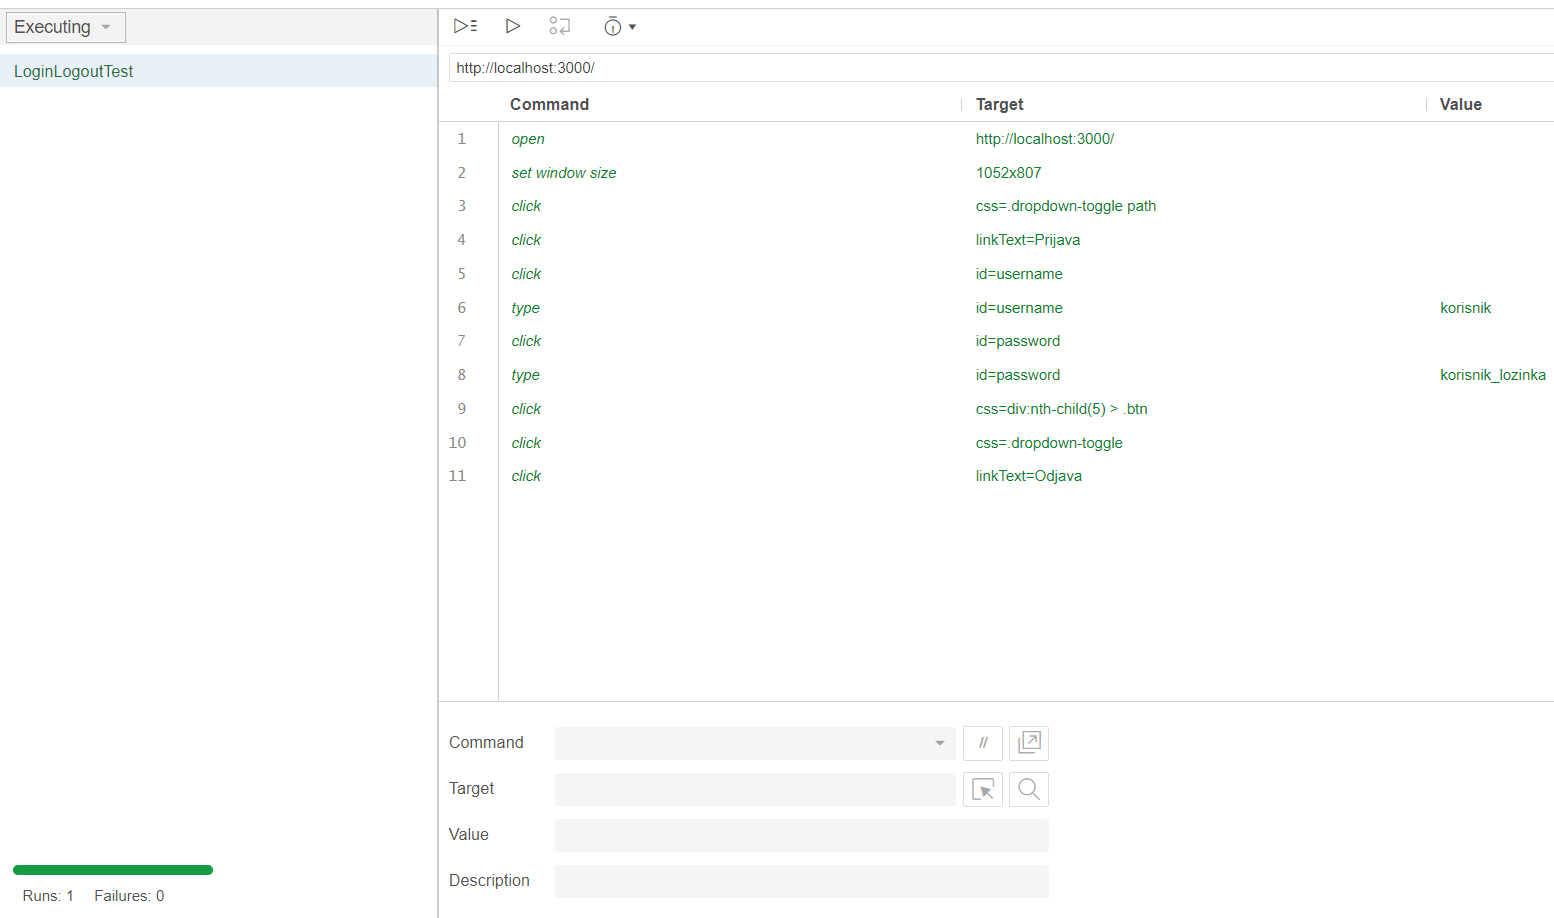 Executing
LoginLogoutTest
http://localhost:3000/
Command Target Value
1 open http://localhost:3000/
2 set window size 1052x807
3 click css=.dropdown-toggle path
4 click linkText=Prijava
5 click id=username
6 type id=username korisnik
7 click id=password
8 type id=password korisnik_lozinka
9 click css=div:nth-child(5) > .btn
10 click css=.dropdown-toggle
11 click linkText=Odjava
Command //
Target
Value
Description
Runs: 1 Failures: 0